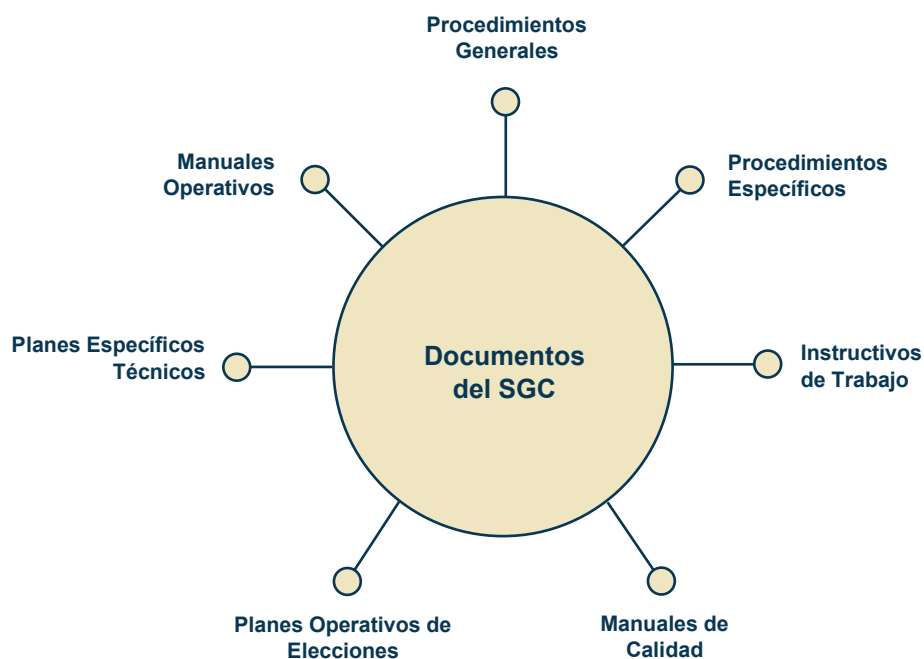 Procedimientos
Generales
Manuales
Operativos
Procedimientos
Específicos
Planes Específicos
Técnicos
Documentos
del SGC
Instructivos
de Trabajo
Planes Operativos de
Elecciones
Manuales de
Calidad